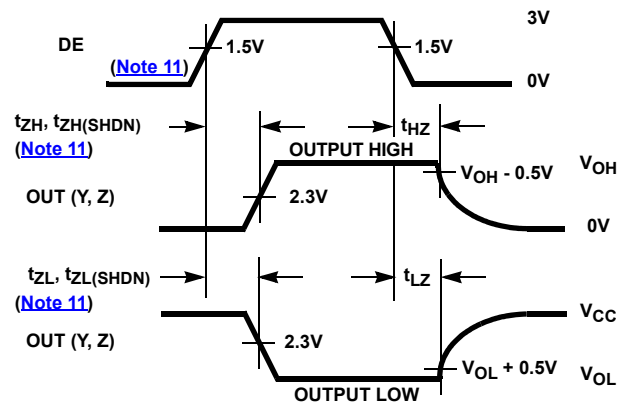 3V
DE
1.5V
1.5V
(Note 11)
0V
tZH, tZH(SHDN)
tHZ
(Note 11)
OUTPUT HIGH
VOH - 0.5V
VOH
OUT (Y, Z)
2.3V
0V
tZL, tZL(SHDN)
tLZ
(Note 11)
VCC
OUT (Y, Z)
2.3V
VOL + 0.5V
VOL
OUTPUT LOW